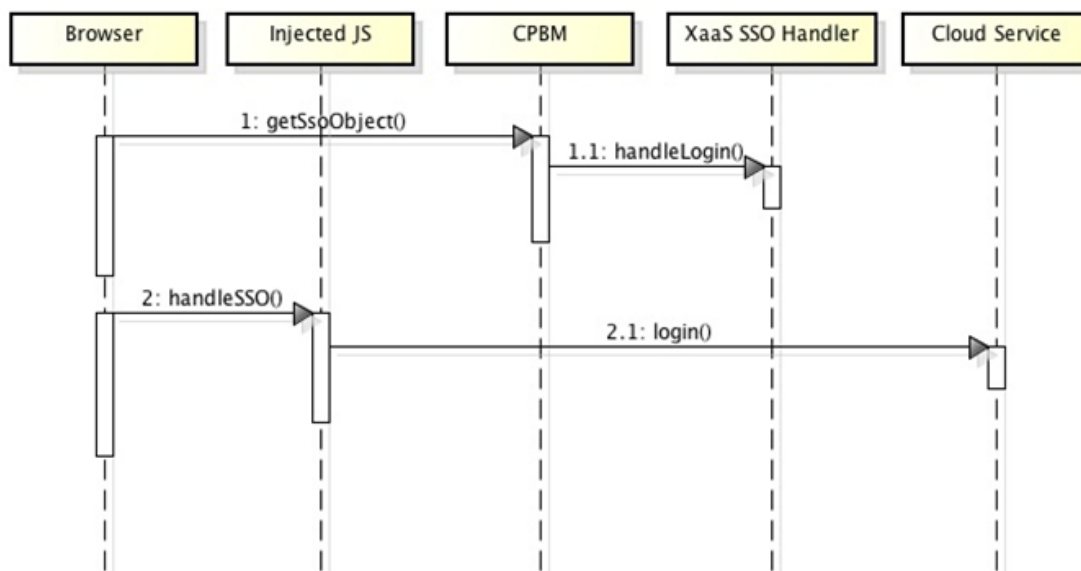 Browser
Injected JS
CPBM
XaaS SSO Handler
Cloud Service
1: getSsoObject()
1.1: handleLogin()
2: handleSSO()
2.1: login()